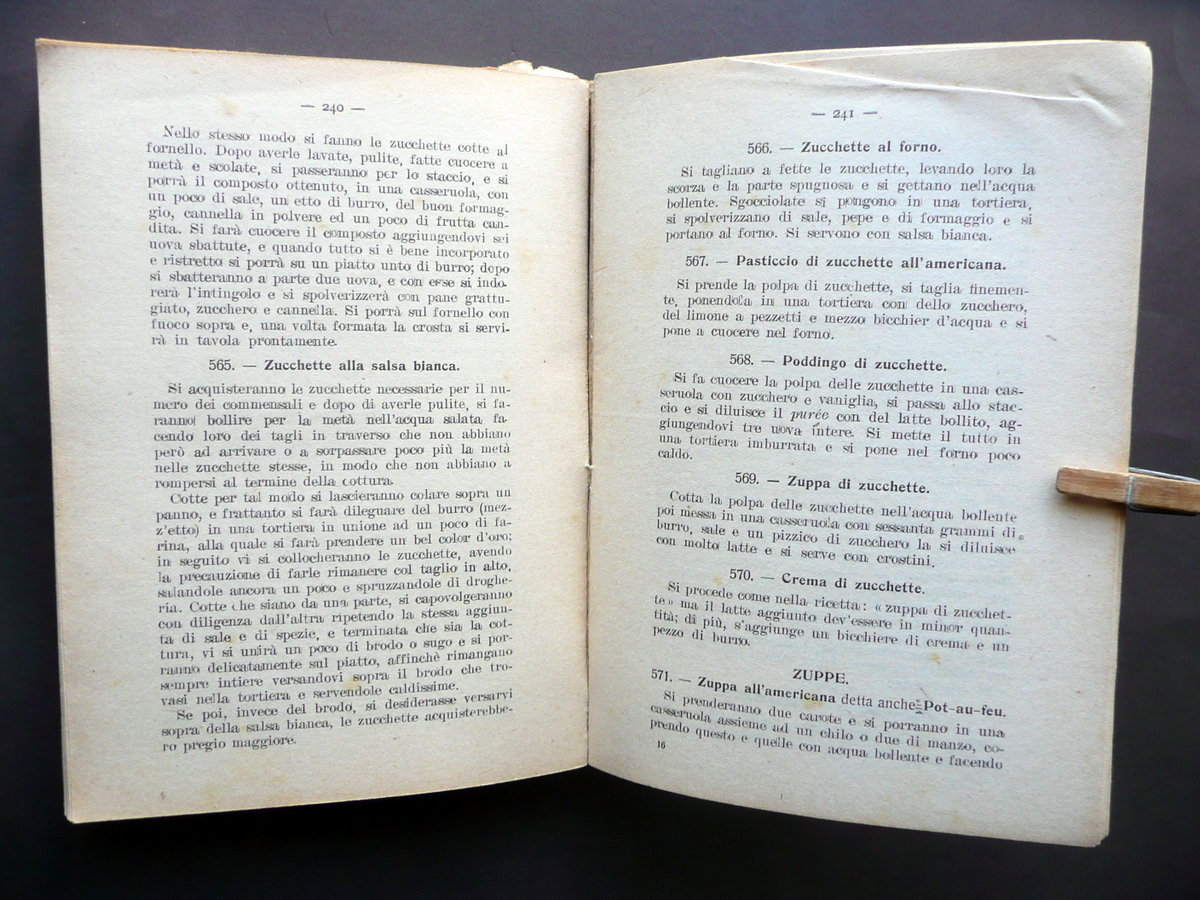 — 240 —
Nello stesso modo si fanno le zucchette cotte al
fornello. Dopo averle lavate, pulite, fatte cuocere a
metà e scolate, si passeranno per lo staccio, e si
porrà il composto ottenuto, in una casseruola, con
un poco di sale, un etto di burro, del buon formag-
gio, cannella in polvere ed un poco di frutta can-
dita. Si farà cuocere il composto aggiungendovi sei
uova sbattute, e quando tutto si è bene incorporato
e ristretto si porrà su un piatto unto di burro; dopo
si sbatteranno a parte due uova, e con esse si indo-
rerà l'intingolo e si spolverizzerà con pane grattu-
giato, zucchero e cannella. Si porrà sul fornello con
fuoco sopra e, una volta formata la crosta si servi-
rà in tavola prontamente.
565. — Zucchette alla salsa bianca.
Si acquisteranno le zucchette necessarie per il nu-
mero dei commensali e dopo di averle pulite, si fa-
ranno bollire per la metà nell'acqua salata fa-
cendo loro dei tagli in traverso che non abbiano
però ad arrivare o a sorpassare poco più la metà
nelle zucchette stesse, in modo che non abbiano a
rompersi al termine della cottura.
Cotte per tal modo si lascieranno colare sopra un
panno, e frattanto si farà dileguare del burro (mez-
z'etto) in una tortiera in unione ad un poco di fa-
rina, alla quale si farà prendere un bel color d'oro;
in seguito vi si collocheranno le zucchette, avendo
la precauzione di farle rimanere col taglio in alto,
salandole ancora un poco e spruzzandole di droghe-
ria. Cotte che siano da una parte, si capovolgeranno
con diligenza dall'altra ripetendo la stessa aggiun-
ta di sale e di spezie, e terminata che sia la cot-
tura, vi si unirà un poco di brodo o sugo e si por-
ranno delicatamente sul piatto, affinchè rimangano
sempre intiere versandovi sopra il brodo che tro-
vasi nella tortiera e servendole caldissime.
Se poi, invece del brodo, si desiderasse versarvi
sopra della salsa bianca, le zucchette acquisterebbe-
ro pregio maggiore.
— 241 —
566. — Zucchette al forno.
Si tagliano a fette le zucchette, levando loro la
scorza e la parte spugnosa e si gettano nell'acqua
bollente. Sgocciolate si pongono in una tortiera,
si spolverizzano di sale, pepe e di formaggio e si
portano al forno. Si servono con salsa bianca.
567. — Pasticcio di zucchette all'americana.
Si prende la polpa di zucchette, si taglia finemen-
te, ponendola in una tortiera con dello zucchero,
del limone a pezzetti e mezzo bicchier d'acqua e si
pone a cuocere nel forno.
568. — Poddingo di zucchette.
Si fa cuocere la polpa delle zucchette in una cas-
seruola con zucchero e vaniglia, si passa allo stac-
cio e si diluisce il purée con del latte bollito, ag-
giungendovi tre uova intere. Si mette il tutto in
una tortiera imburrata e si pone nel forno poco
caldo.
569. — Zuppa di zucchette.
Cotta la polpa delle zucchette nell'acqua bollente
poi messa in una casseruola con sessanta grammi di
burro, sale e un pizzico di zucchero la si diluisce
con molto latte e si serve con crostini.
570. — Crema di zucchette.
Si procede come nella ricetta: « zuppa di zucchet-
te » ma il latte aggiunto dev'essere in minor quan-
tità; di più, s'aggiunge un bicchiere di crema e un
pezzo di burro.
ZUPPE.
571. — Zuppa all'americana detta anche Pot-au-feu.
Si prenderanno due carote e si porranno in una
casseruola assieme ad un chilo o due di manzo, co-
prendo questo e quelle con acqua bollente e facendo
16